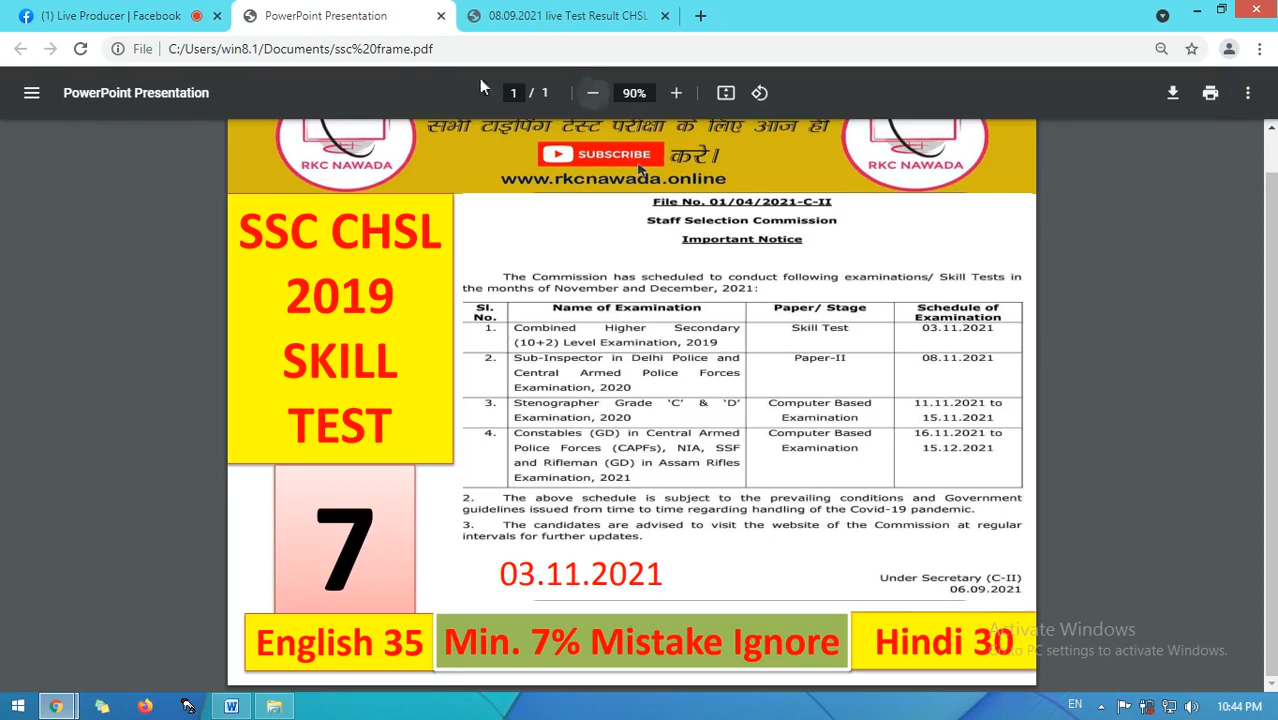 (1) Live Producer | Facebook
PowerPoint Presentation
08.09.2021 live Test Result CHSL
File
C:/Users/win8.1/Documents/ssc%20frame.pdf
PowerPoint Presentation
1 / 1
90%
सभी टाइपिंग टेस्ट परीक्षा के लिए आज ही
SUBSCRIBE करे।
www.rkcnawada.online
RKC NAWADA
RKC NAWADA
SSC CHSL
2019
SKILL
TEST
7
File No. 01/04/2021-C-II
Staff Selection Commission
Important Notice
The Commission has scheduled to conduct following examinations/ Skill Tests in
the months of November and December, 2021:
Sl. No. Name of Examination Paper/ Stage Schedule of Examination
1. Combined Higher Secondary (10+2) Level Examination, 2019 Skill Test 03.11.2021
2. Sub-Inspector in Delhi Police and Central Armed Police Forces Examination, 2020 Paper-II 08.11.2021
3. Stenographer Grade ‘C’ & ‘D’ Examination, 2020 Computer Based Examination 11.11.2021 to 15.11.2021
4. Constables (GD) in Central Armed Police Forces (CAPFs), NIA, SSF and Rifleman (GD) in Assam Rifles Examination, 2021 Computer Based Examination 16.11.2021 to 15.12.2021
2. The above schedule is subject to the prevailing conditions and Government
guidelines issued from time to time regarding handling of the Covid-19 pandemic.
3. The candidates are advised to visit the website of the Commission at regular
intervals for further updates.
03.11.2021
Under Secretary (C-II)
06.09.2021
English 35
Min. 7% Mistake Ignore
Hindi 30
Activate Windows
Go to PC settings to activate Windows.
EN
10:44 PM